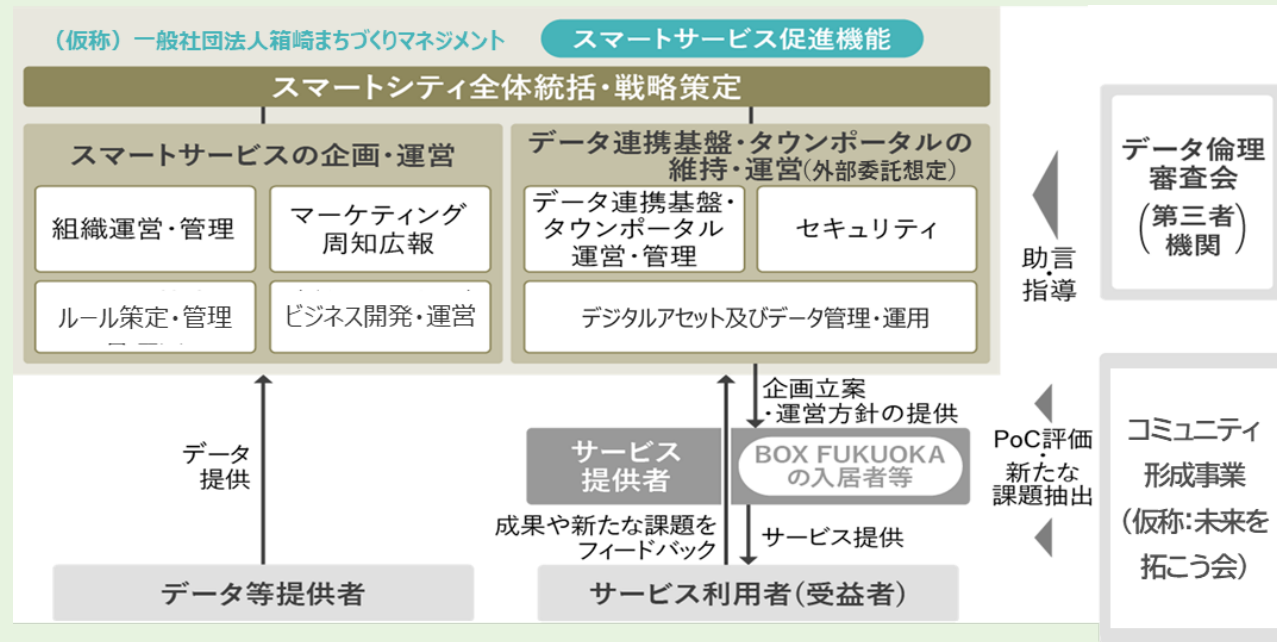 (仮称)一般社団法人箱崎まちづくりマネジメント
スマートサービス促進機能
スマートシティ全体統括・戦略策定
スマートサービスの企画・運営
組織運営・管理
マーケティング
周知広報
ルール策定・管理
ビジネス開発・運営
データ連携基盤・タウンポータルの
維持・運営(外部委託想定)
データ連携基盤・
タウンポータル
運営・管理
セキュリティ
デジタルアセット及びデータ管理・運用
データ倫理
審査会
(第三者
機関)
助言
・
指導
データ
提供
企画立案
・運営方針の提供
サービス
提供者
BOX FUKUOKA
の入居者等
PoC評価
・
新たな
課題抽出
コミュニティ
形成事業
(仮称:未来を
拓こう会)
成果や新たな課題を
フィードバック
サービス提供
データ等提供者
サービス利用者(受益者)